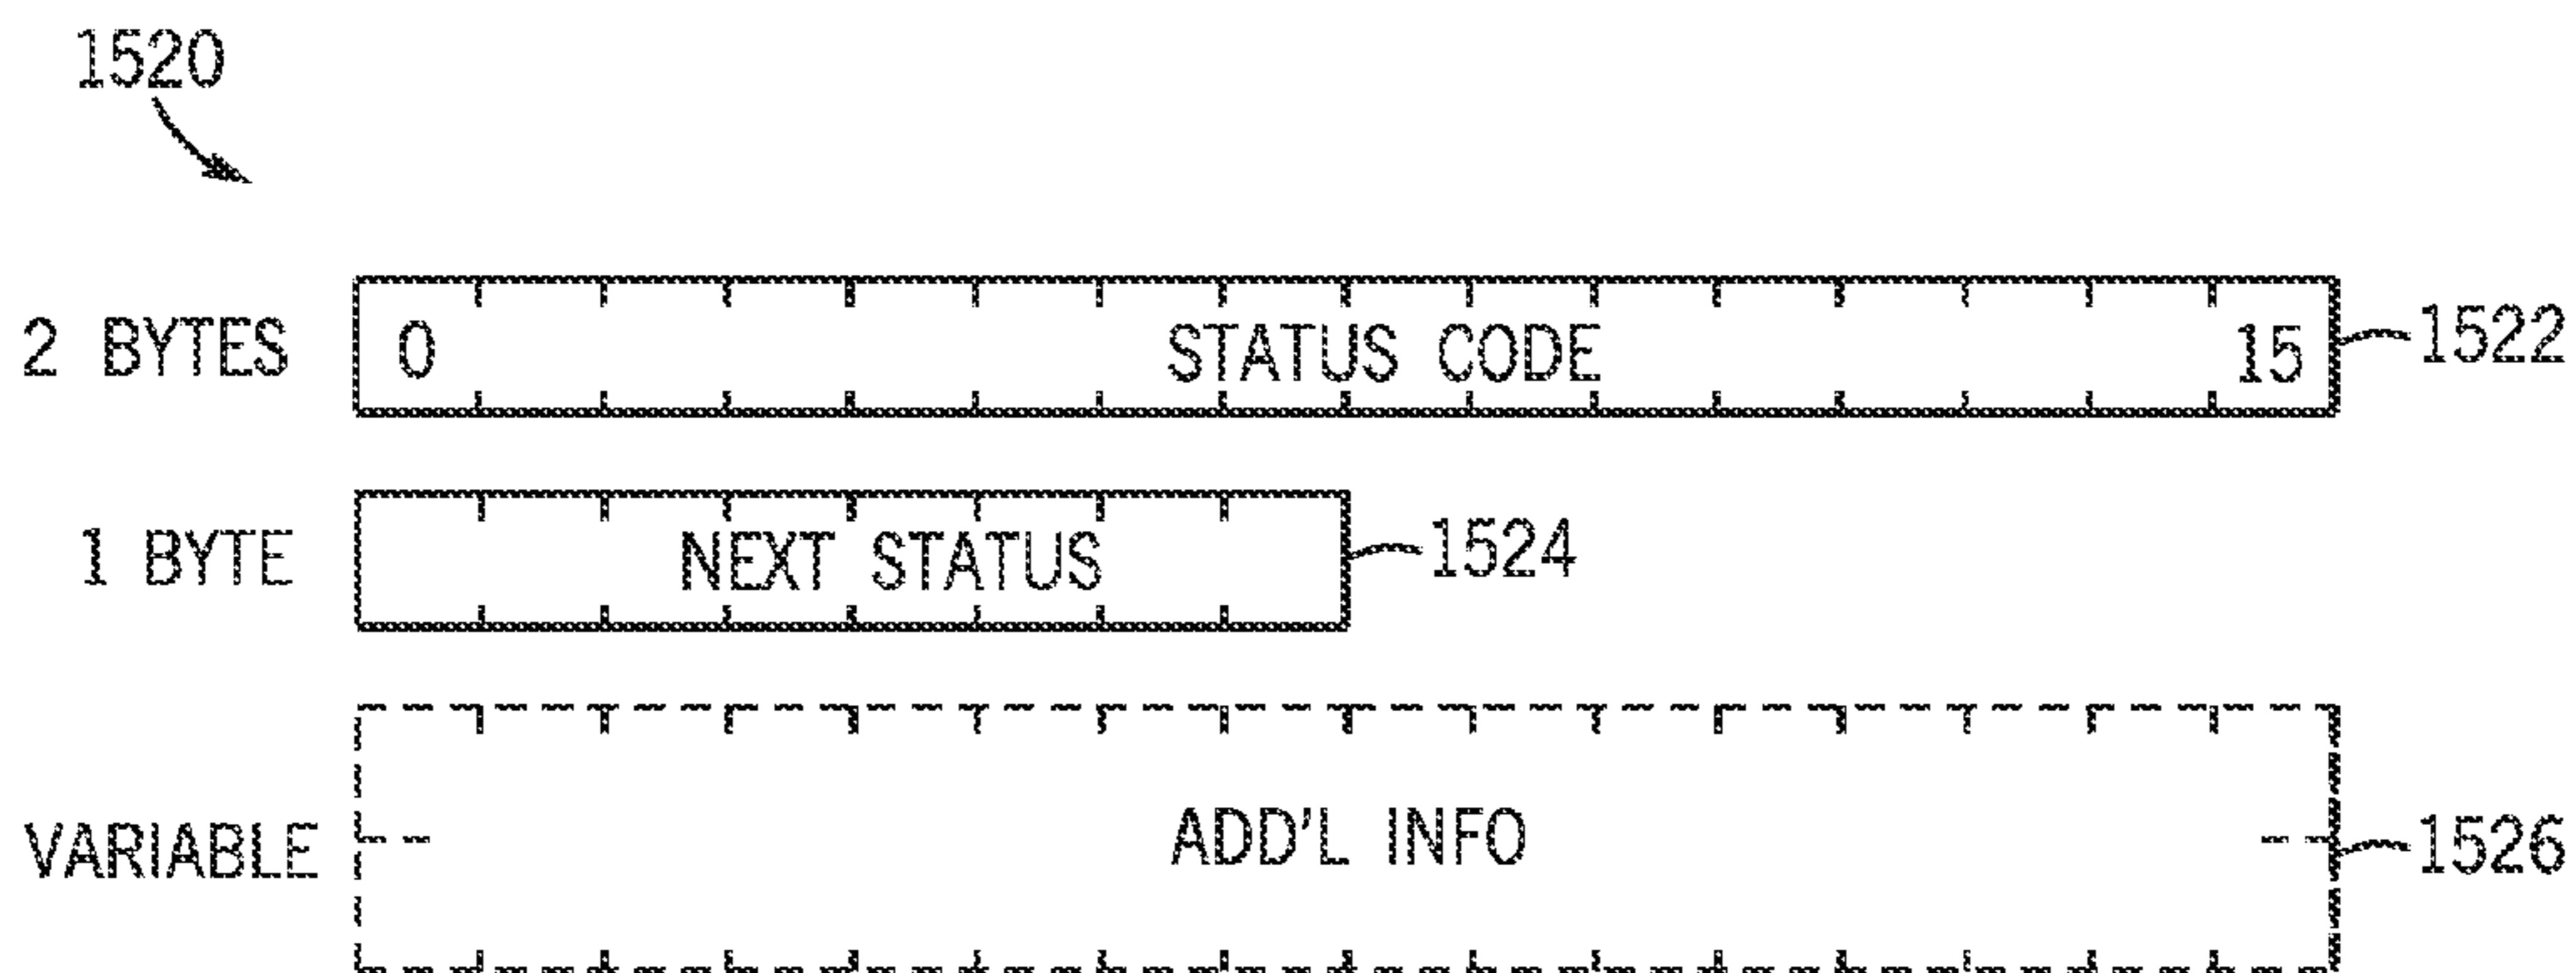 1520
2 BYTES 0 STATUS CODE 15 1522
1 BYTE NEXT STATUS 1524
VARIABLE ADD'L INFO 1526